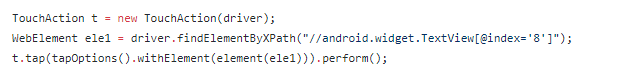 TouchAction t = new TouchAction(driver);
WebElement ele1 = driver.findElementByXPath("//android.widget.TextView[@index='8']");
t.tap(tapOptions().withElement(element(ele1))).perform();